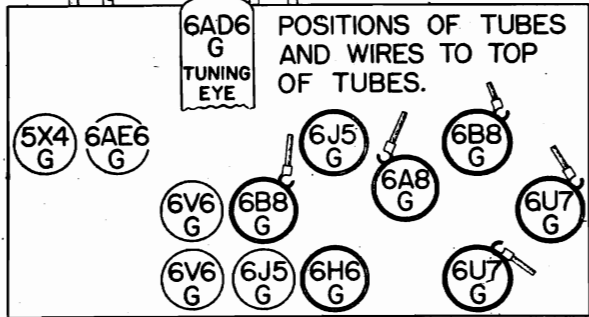 6AD6
G
TUNING
EYE
POSITIONS OF TUBES
AND WIRES TO TOP
OF TUBES.
5X4
G
6AE6
G
6J5
G
6B8
G
6A8
G
6V6
G
6B8
G
6U7
G
6V6
G
6J5
G
6H6
G
6U7
G